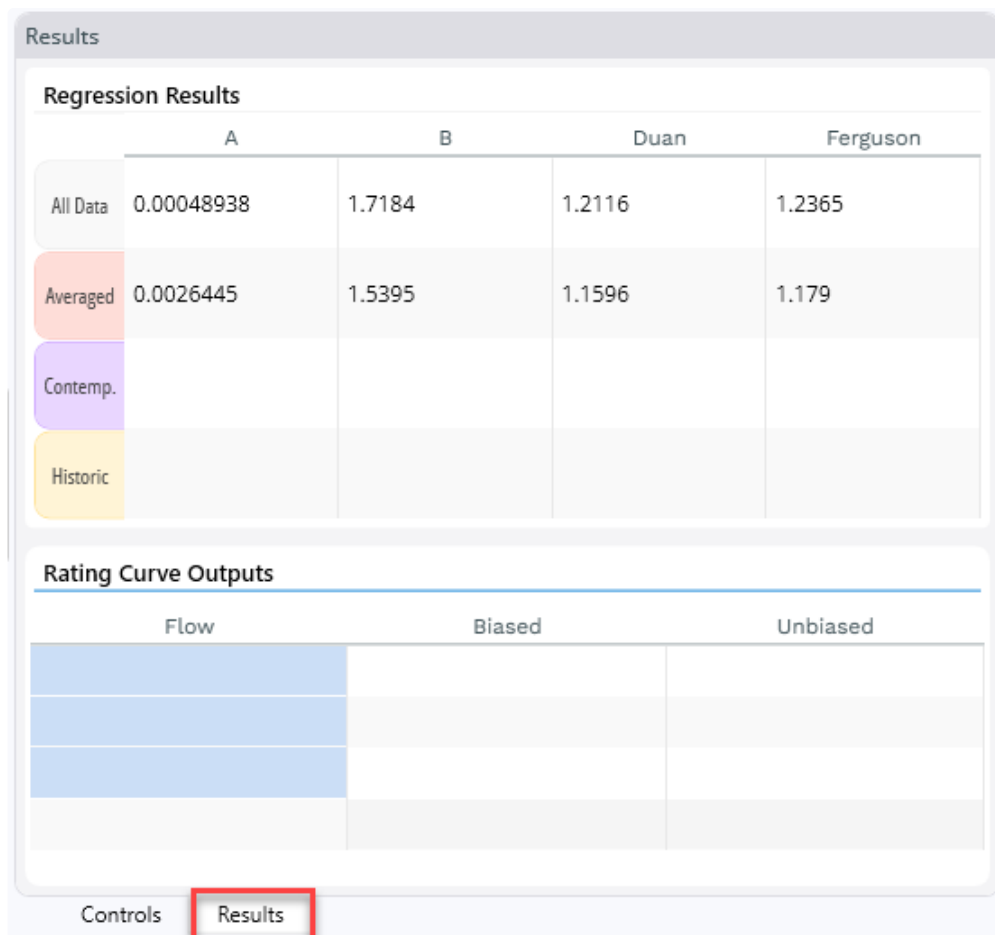 Results
Regression Results
A B Duan Ferguson
All Data 0.00048938 1.7184 1.2116 1.2365
Averaged 0.0026445 1.5395 1.1596 1.179
Contemp.
Historic
Rating Curve Outputs
Flow Biased Unbiased
Controls Results